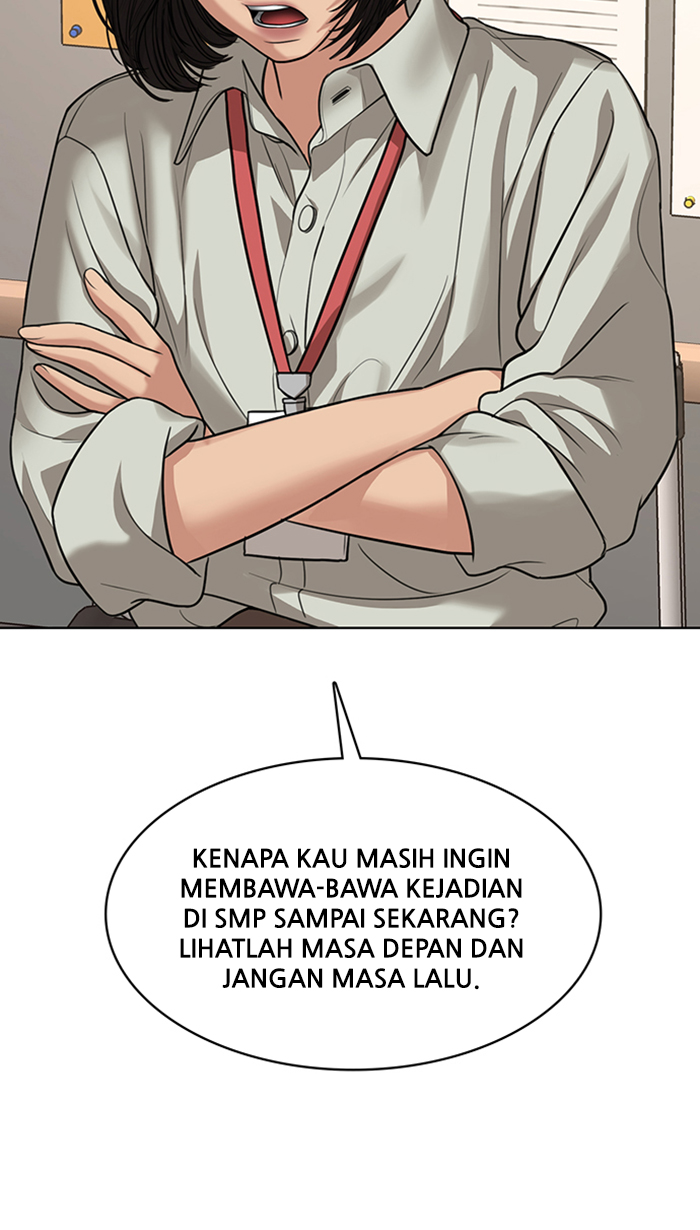 KENAPA KAU MASIH INGIN
MEMBAWA-BAWA KEJADIAN
DI SMP SAMPAI SEKARANG?
LIHATLAH MASA DEPAN DAN
JANGAN MASA LALU.